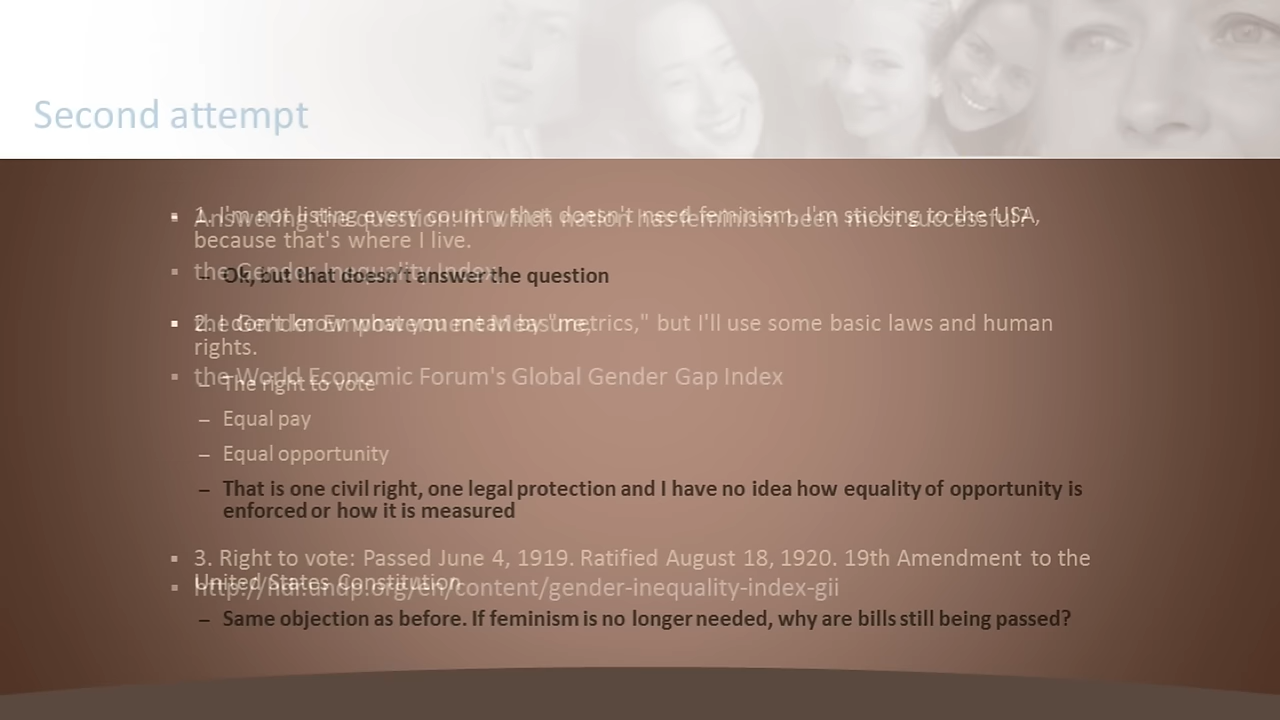 Second attempt
1. I'm not listing every country that doesn't need feminism. I'm sticking to the USA,
Answering the question: In which nation has feminism been most successful?
because that's where I live.
the Gender Inequality Index,
– Ok, but that doesn't answer the question
2. I don't know what you mean by "metrics," but I'll use some basic laws and human
the Gender Empowerment Measure,
rights.
the World Economic Forum's Global Gender Gap Index
– The right to vote
– Equal pay
– Equal opportunity
– That is one civil right, one legal protection and I have no idea how equality of opportunity is
enforced or how it is measured
3. Right to vote: Passed June 4, 1919. Ratified August 18, 1920. 19th Amendment to the
United States Constitution
http://hdr.undp.org/en/content/gender-inequality-index-gii
– Same objection as before. If feminism is no longer needed, why are bills still being passed?